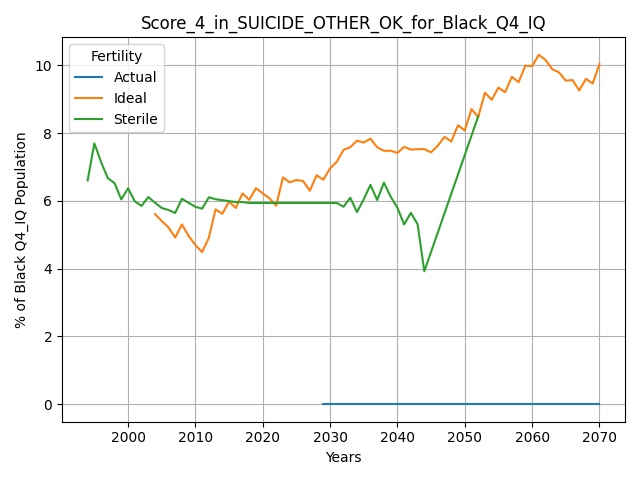 Score_4_in_SUICIDE_OTHER_OK_for_Black_Q4_IQ
Fertility
Actual
Ideal
Sterile
% of Black Q4_IQ Population
10
8
6
4
2
0
2000 2010 2020 2030 2040 2050 2060 2070
Years